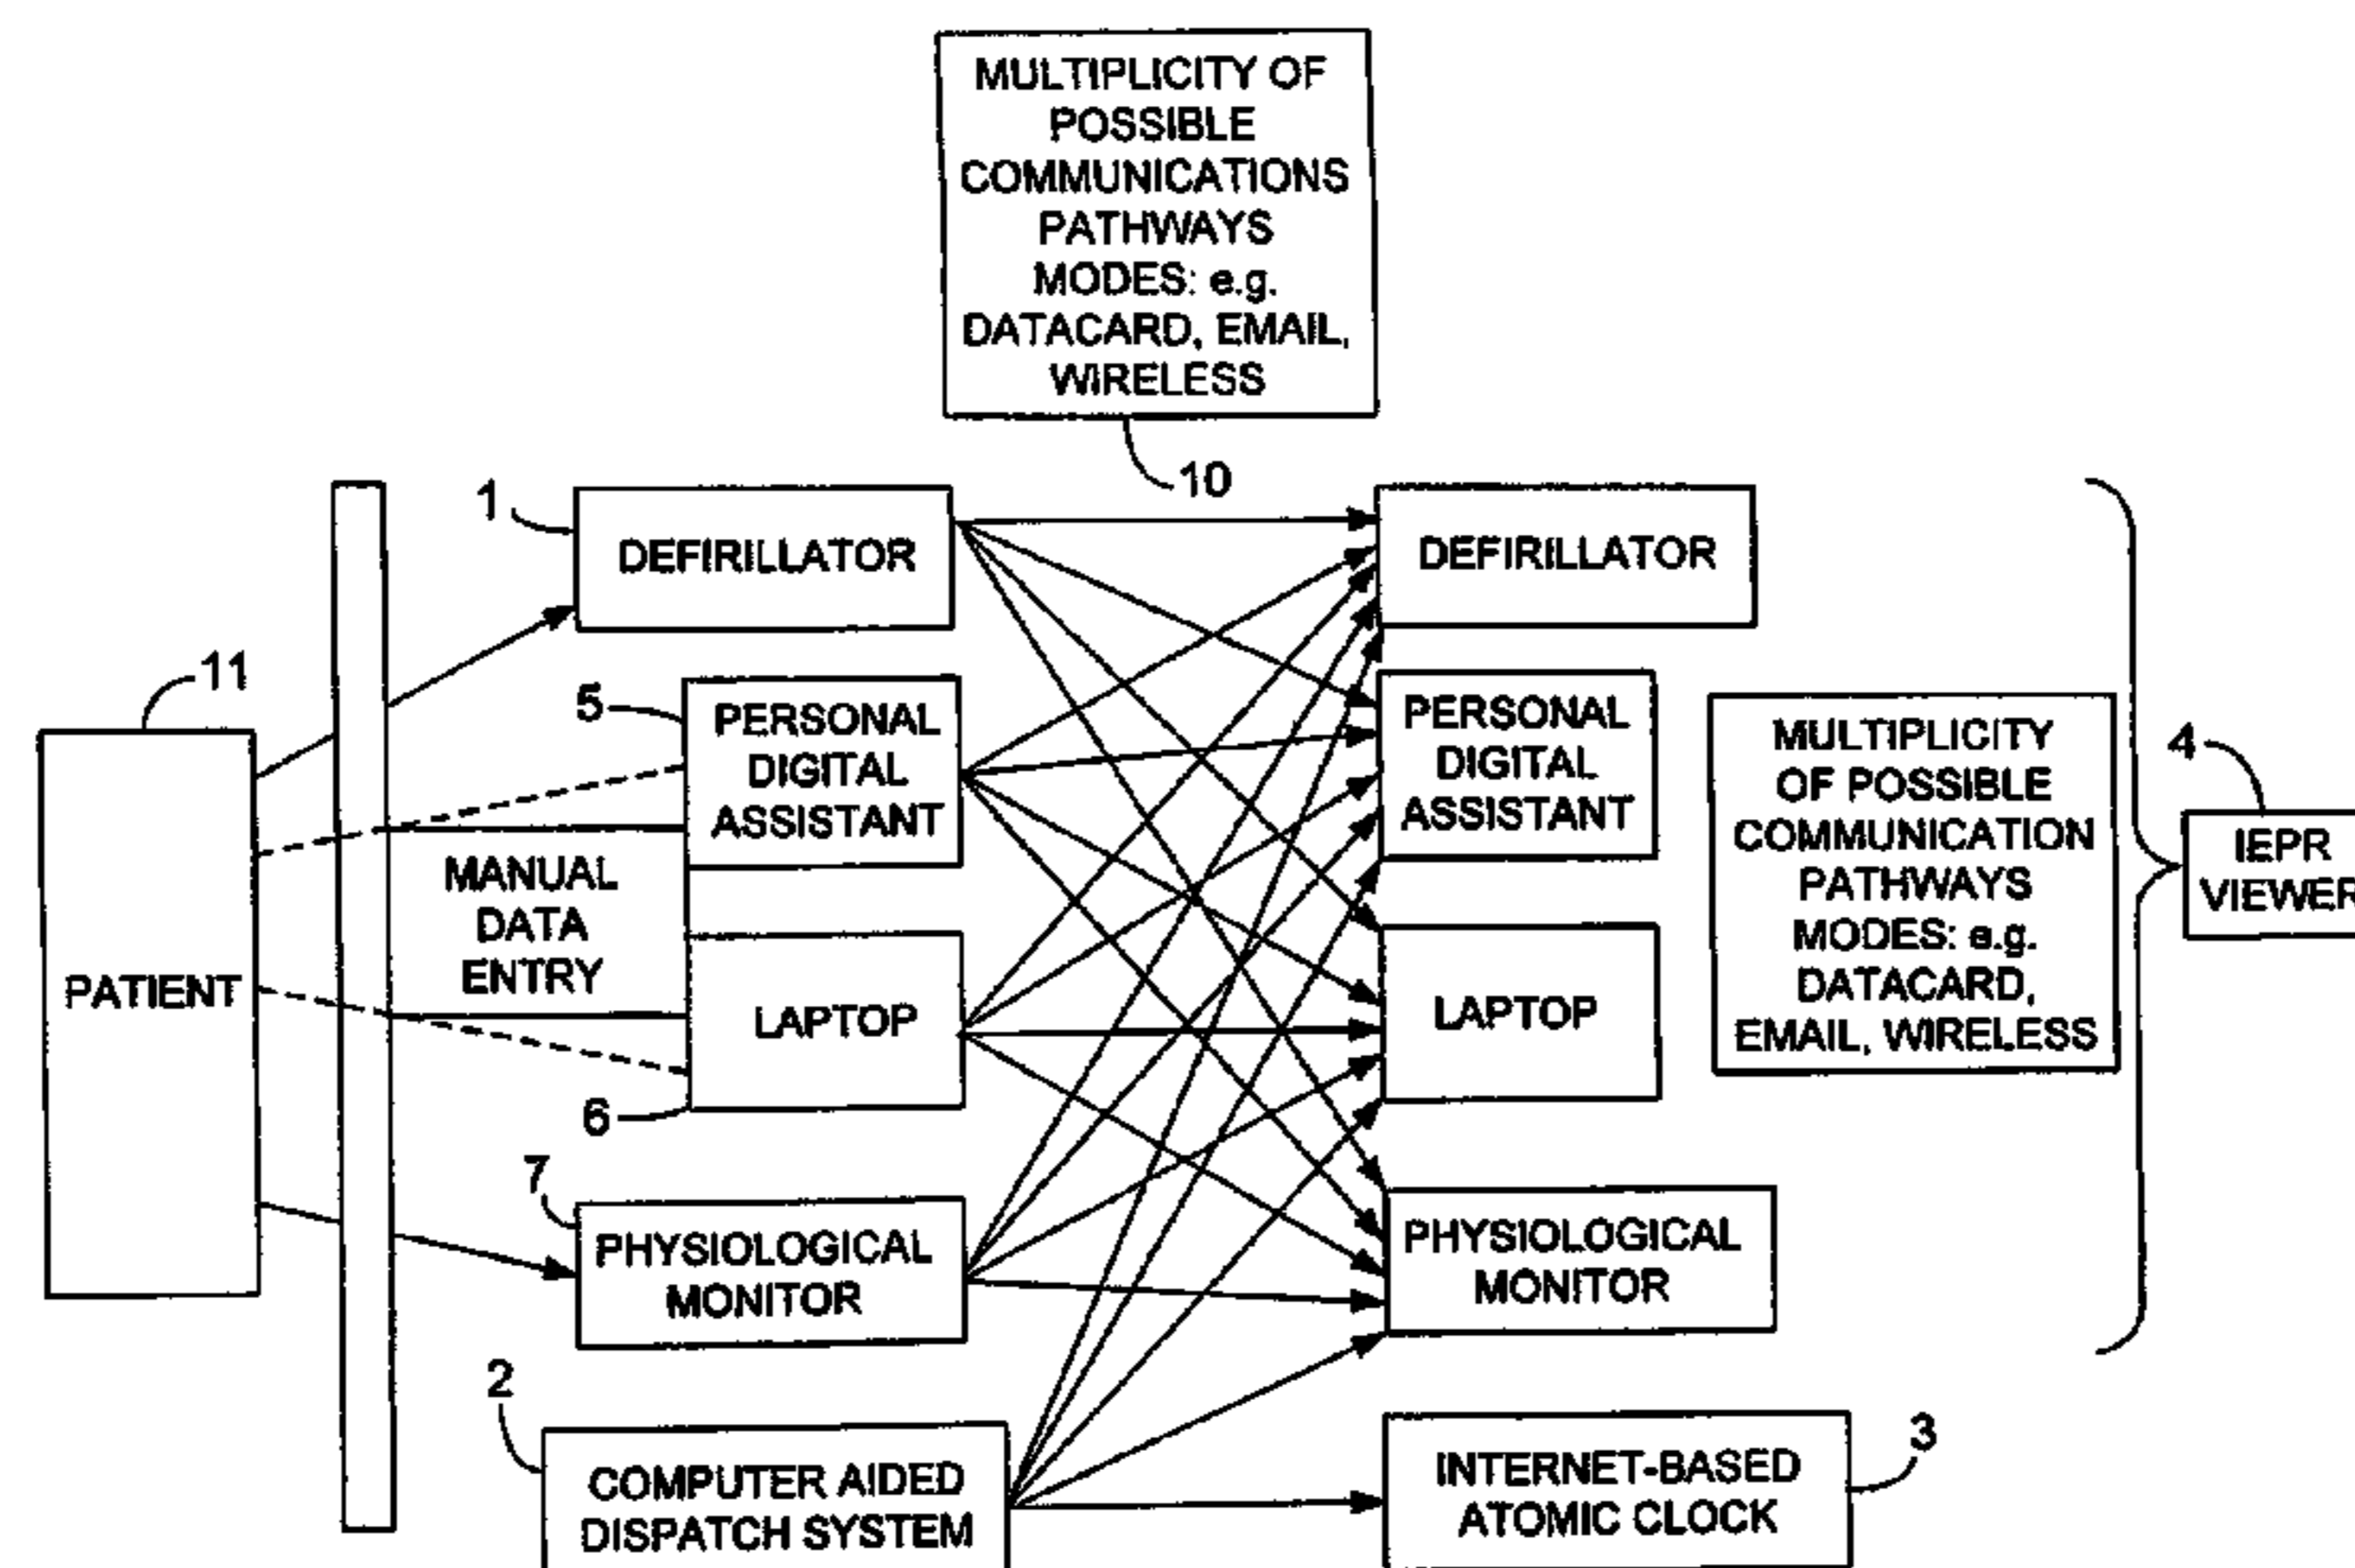 MULTIPLICITY OF
POSSIBLE
COMMUNICATIONS
PATHWAYS
MODES: e.g.
DATACARD, EMAIL,
WIRELESS
10
1
DEFIRILLATOR
DEFIRILLATOR
11
PATIENT
5
PERSONAL
DIGITAL
ASSISTANT
MANUAL
DATA
ENTRY
LAPTOP
6
7
PHYSIOLOGICAL
MONITOR
2
COMPUTER AIDED
DISPATCH SYSTEM
PERSONAL
DIGITAL
ASSISTANT
LAPTOP
PHYSIOLOGICAL
MONITOR
INTERNET-BASED
ATOMIC CLOCK
3
MULTIPLICITY
OF POSSIBLE
COMMUNICATION
PATHWAYS
MODES: e.g.
DATACARD,
EMAIL, WIRELESS
4
IEPR
VIEWER